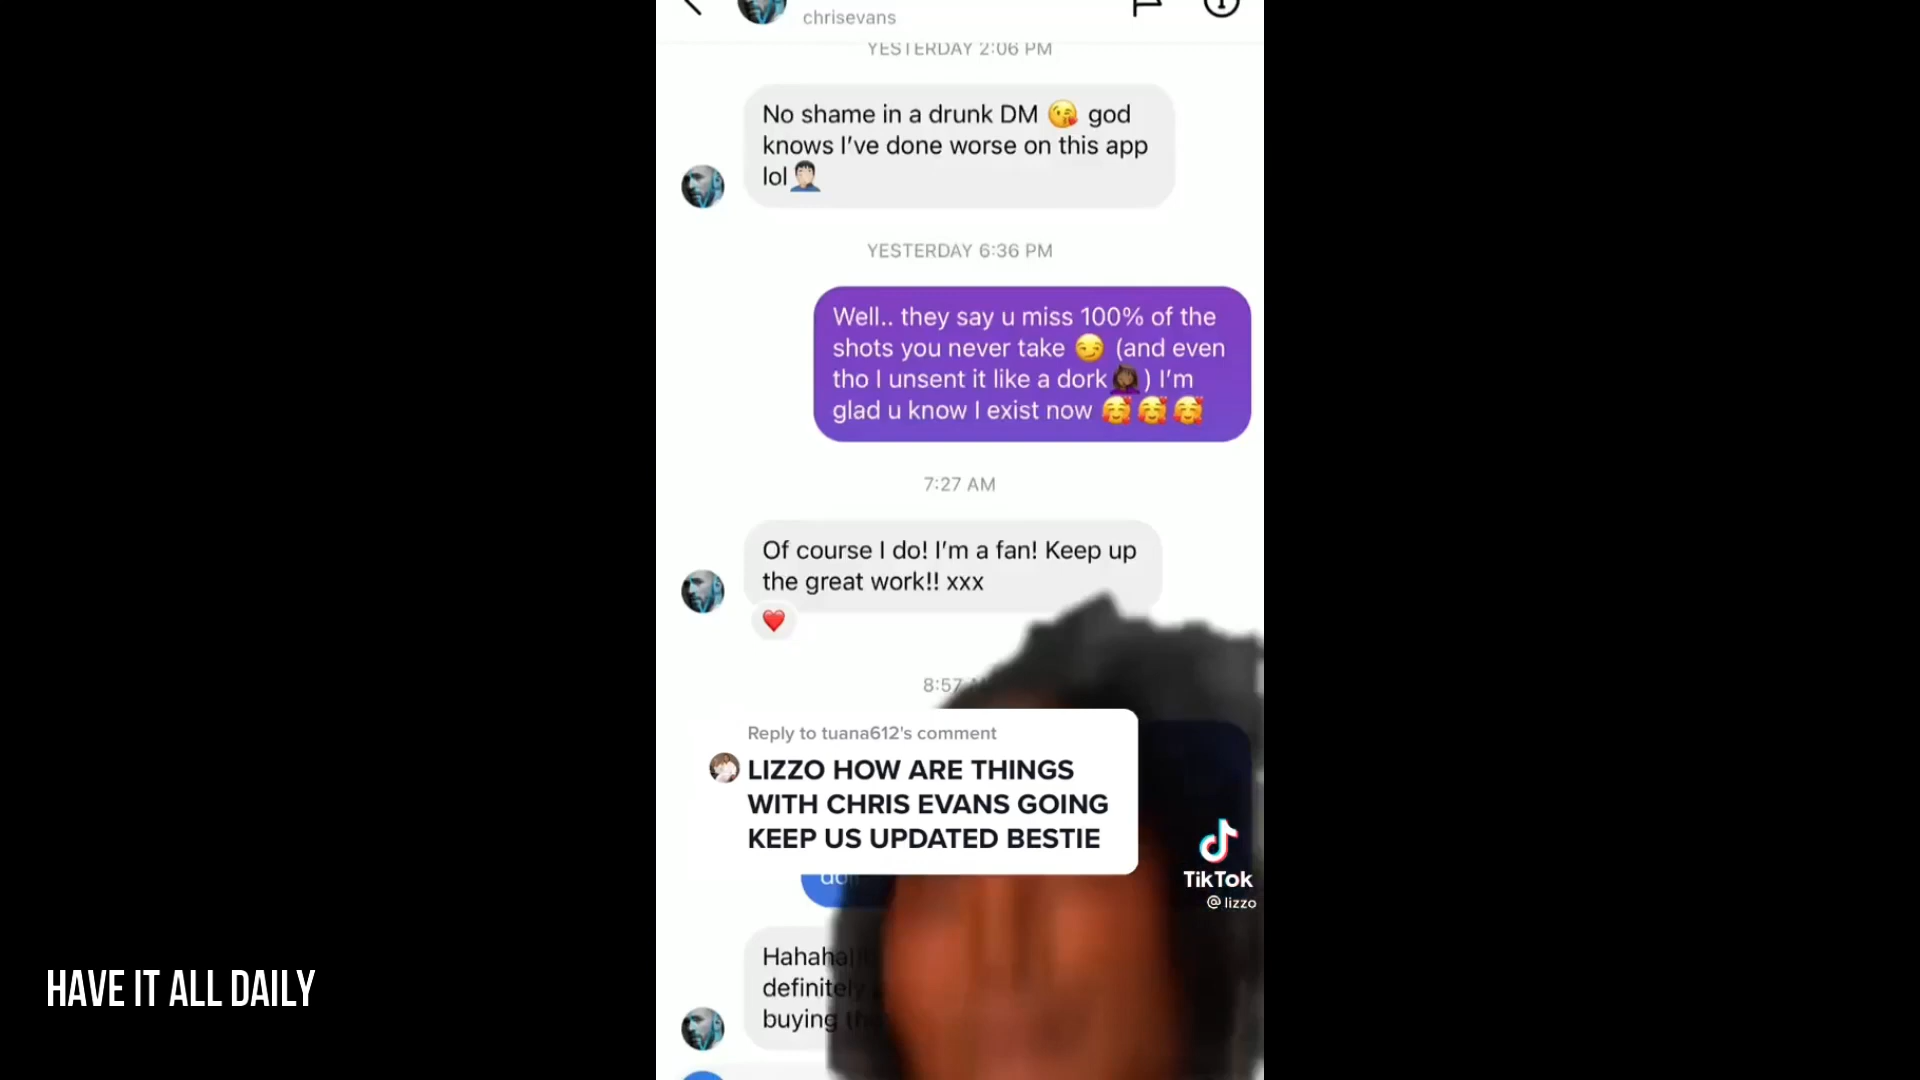 chrisevans
YESTERDAY 2:06 PM
No shame in a drunk DM 😘 god
knows I've done worse on this app
lol🤦🏻‍♂️
YESTERDAY 6:36 PM
Well.. they say u miss 100% of the
shots you never take 😏 (and even
tho I unsent it like a dork🤦🏾‍♀️) I'm
glad u know I exist now 🥰🥰🥰
7:27 AM
Of course I do! I'm a fan! Keep up
the great work!! xxx
❤️
8:57
Reply to tuana612's comment
LIZZO HOW ARE THINGS
WITH CHRIS EVANS GOING
KEEP US UPDATED BESTIE
TikTok
@lizzo
Hahaha
definitely
buying
HAVE IT ALL DAILY